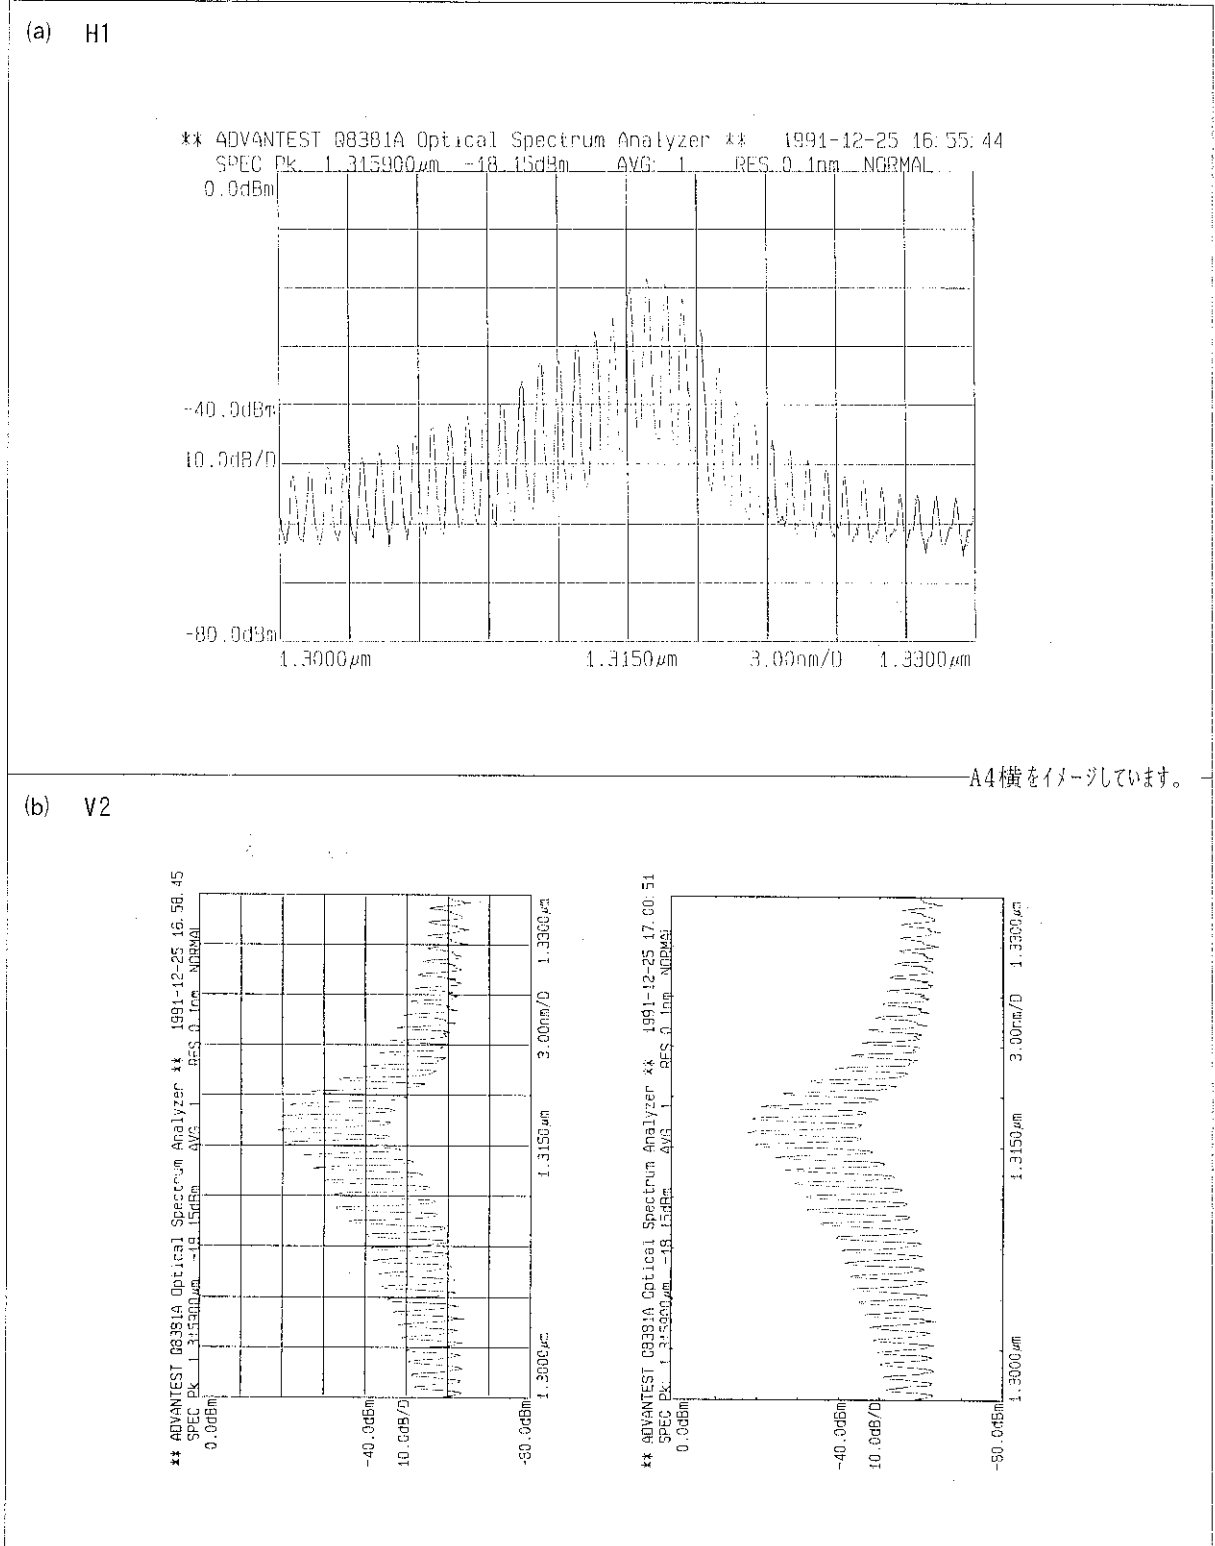 (a) H1
** ADVANTEST Q8381A Optical Spectrum Analyzer ** 1991-12-25 16:55:44
SPEC Pk 1.315900μm -18.15dBm AVG: 1 RES 0.1nm NORMAL
0.0dBm
-40.0dBm
10.0dB/D
-80.0dBm
1.3000μm 1.3150μm 3.00nm/D 1.3300μm
A4横をイメージしています。
(b) V2
** ADVANTEST Q8381A Optical Spectrum Analyzer ** 1991-12-25 16:58:45
SPEC Pk 1.315900μm -18.15dBm AVG 1 RES 0.1nm NORMAL
0.0dBm
-40.0dBm
10.0dB/D
-80.0dBm
1.3000μm 1.3150μm 3.00nm/D 1.3300μm
** ADVANTEST Q8381A Optical Spectrum Analyzer ** 1991-12-25 17:00:51
SPEC Pk 1.315900μm -18.15dBm AVG 1 RES 0.1nm NORMAL
0.0dBm
-40.0dBm
10.0dB/D
-80.0dBm
1.3000μm 1.3150μm 3.00nm/D 1.3300μm